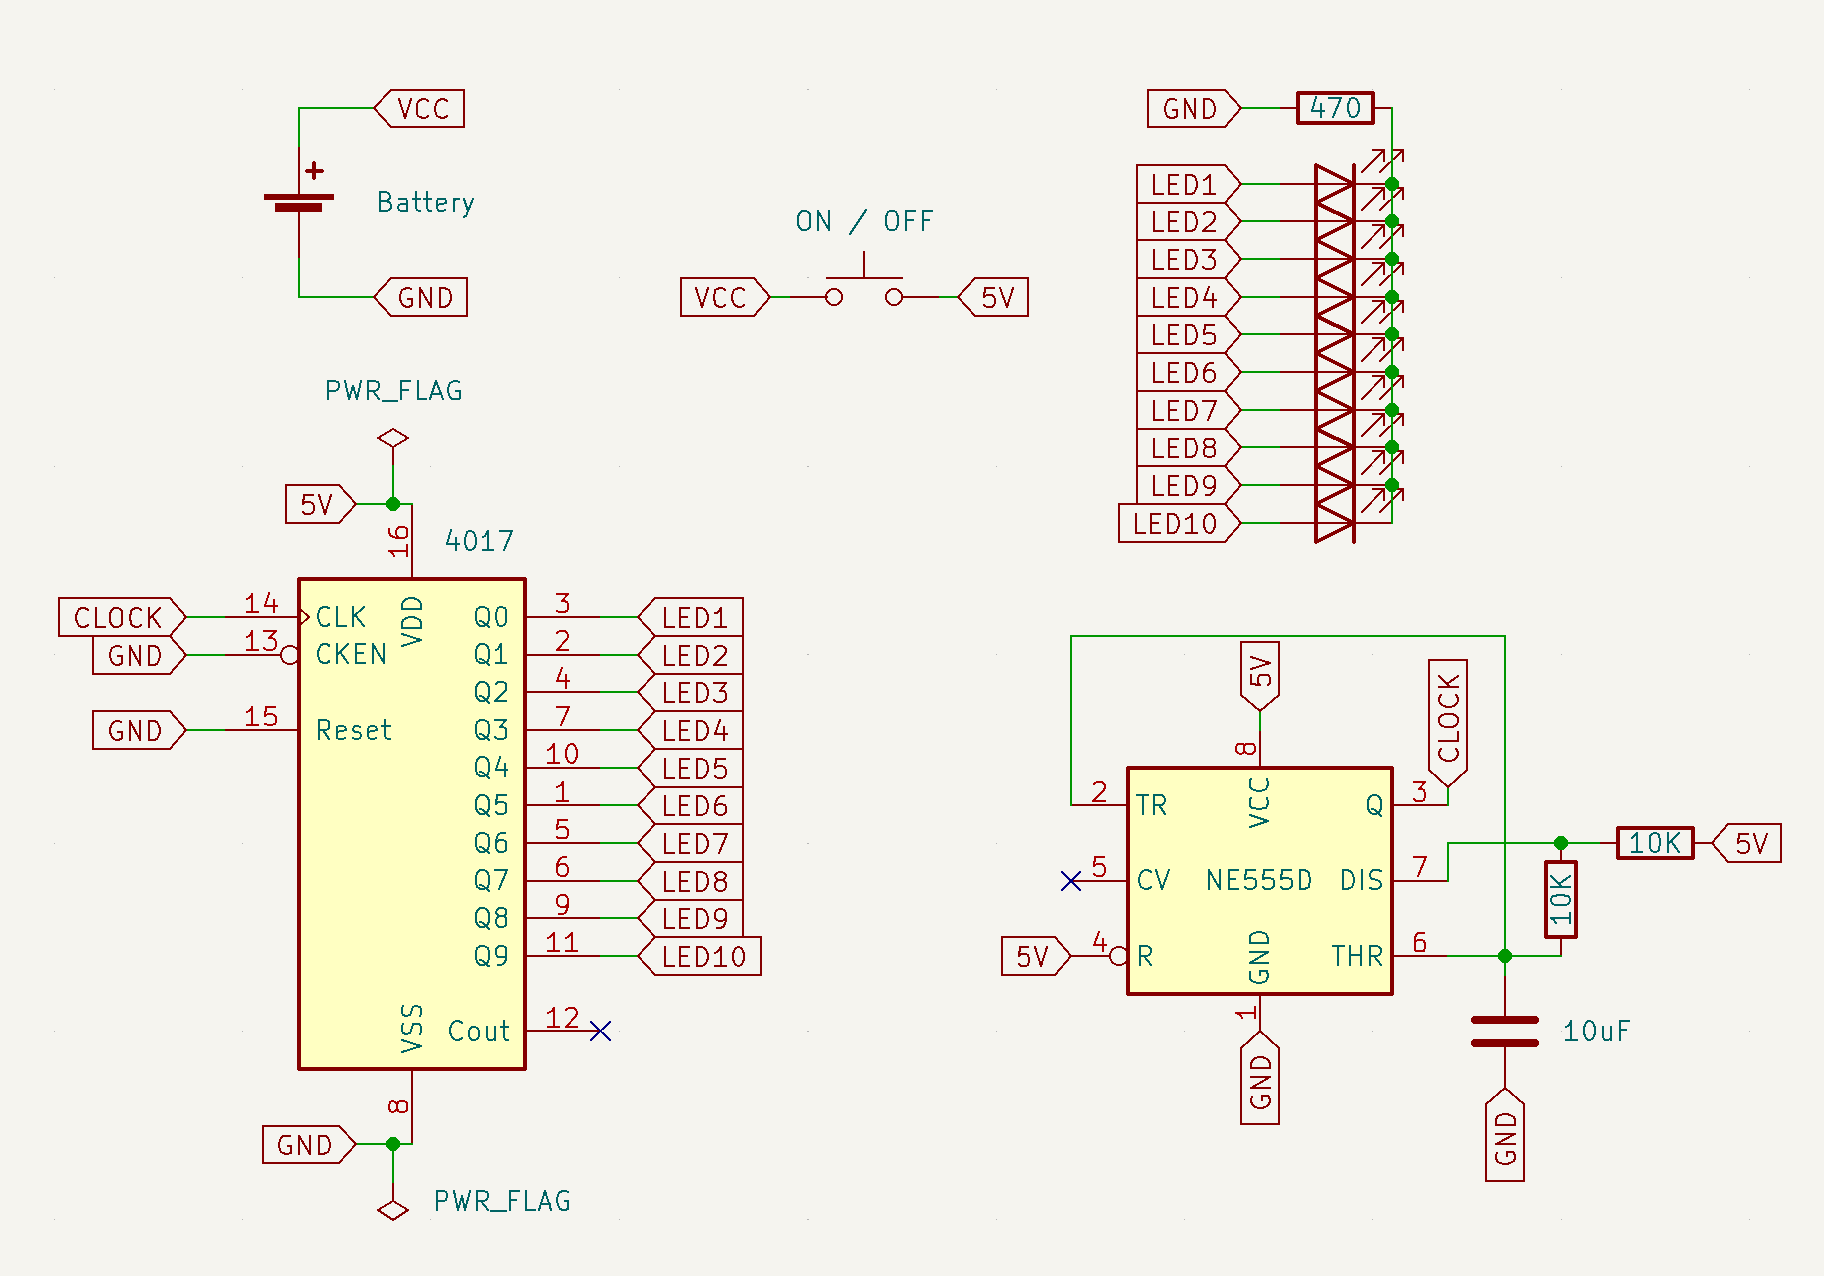 VCC
+
Battery
GND
ON / OFF
VCC
5V
GND
470
LED1
LED2
LED3
LED4
LED5
LED6
LED7
LED8
LED9
LED10
PWR_FLAG
5V
16
4017
CLOCK
14
CLK
VDD
Q0
3
LED1
GND
13
CKEN
Q1
2
LED2
Q2
4
LED3
GND
15
Reset
Q3
7
LED4
Q4
10
LED5
Q5
1
LED6
Q6
5
LED7
Q7
6
LED8
Q8
9
LED9
Q9
11
LED10
VSS
Cout
12
8
GND
PWR_FLAG
5V
CLOCK
8
2
TR
VCC
Q
3
10K
5V
5
CV
NE555D
DIS
7
10K
5V
4
R
GND
THR
6
1
10uF
GND
GND